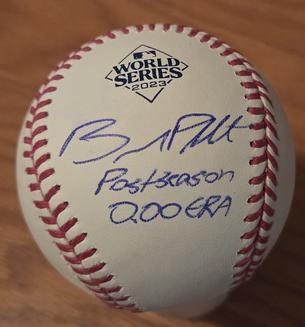 WORLD
SERIES
2023
Postseason
0.00 ERA